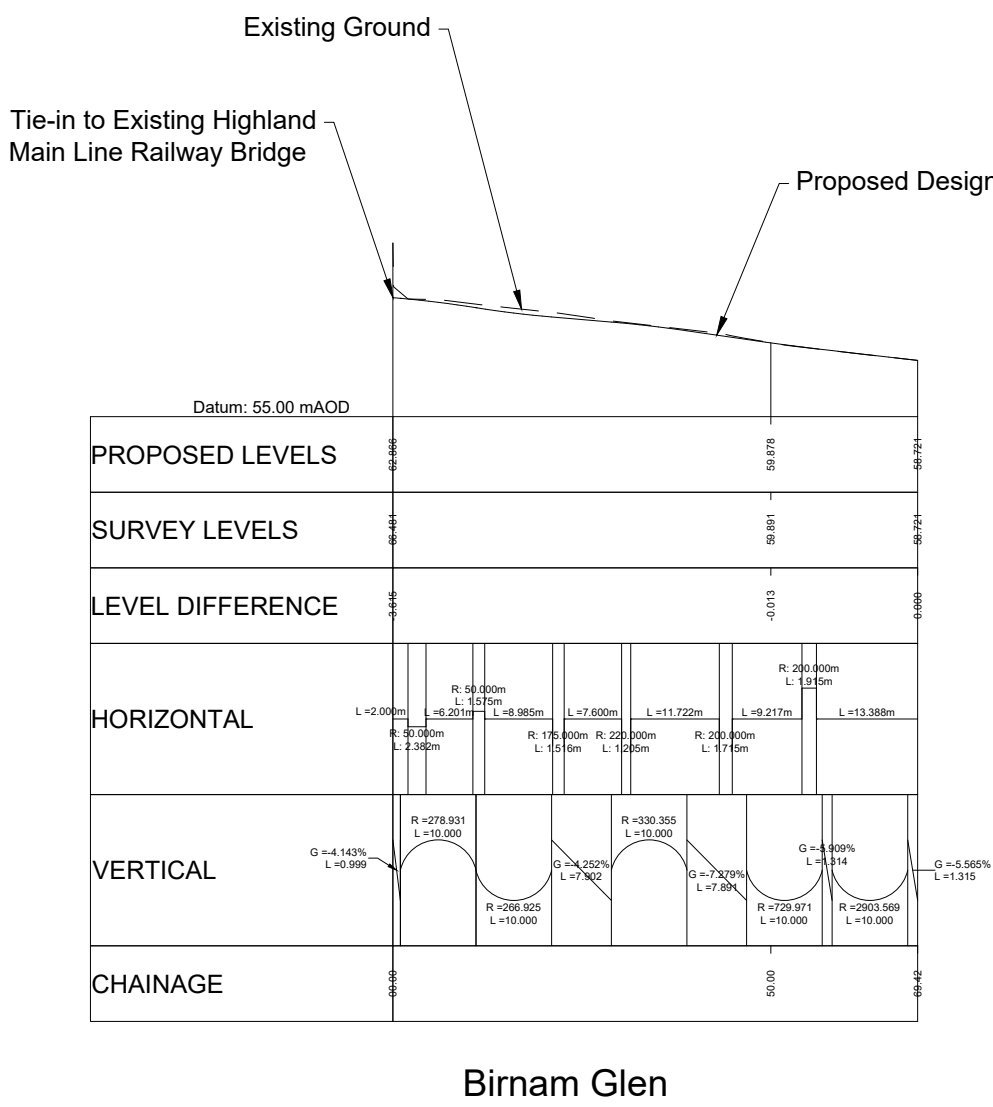 Existing Ground
Tie-in to Existing Highland
Main Line Railway Bridge
Proposed Design
Datum: 55.00 mAOD
PROPOSED LEVELS
62.866
59.878
58.721
SURVEY LEVELS
66.481
59.891
58.721
LEVEL DIFFERENCE
-3.615
-0.013
0.000
HORIZONTAL
L =2.000m
R: 50.000m
L: 2.382m
L =6.201m
R: 50.000m
L: 1.575m
L =8.985m
R: 175.000m
L: 1.516m
L =7.600m
R: 220.000m
L: 1.205m
L =11.722m
R: 200.000m
L: 1.715m
L =9.217m
R: 200.000m
L: 1.915m
L =13.388m
VERTICAL
G =-4.143%
L =0.999
R =278.931
L =10.000
R =266.925
L =10.000
G =-4.252%
L =7.902
R =330.355
L =10.000
G =-7.279%
L =7.891
R =729.971
L =10.000
G =-5.909%
L =1.314
R =2903.569
L =10.000
G =-5.565%
L =1.315
CHAINAGE
00.00
50.00
69.42
Birnam Glen